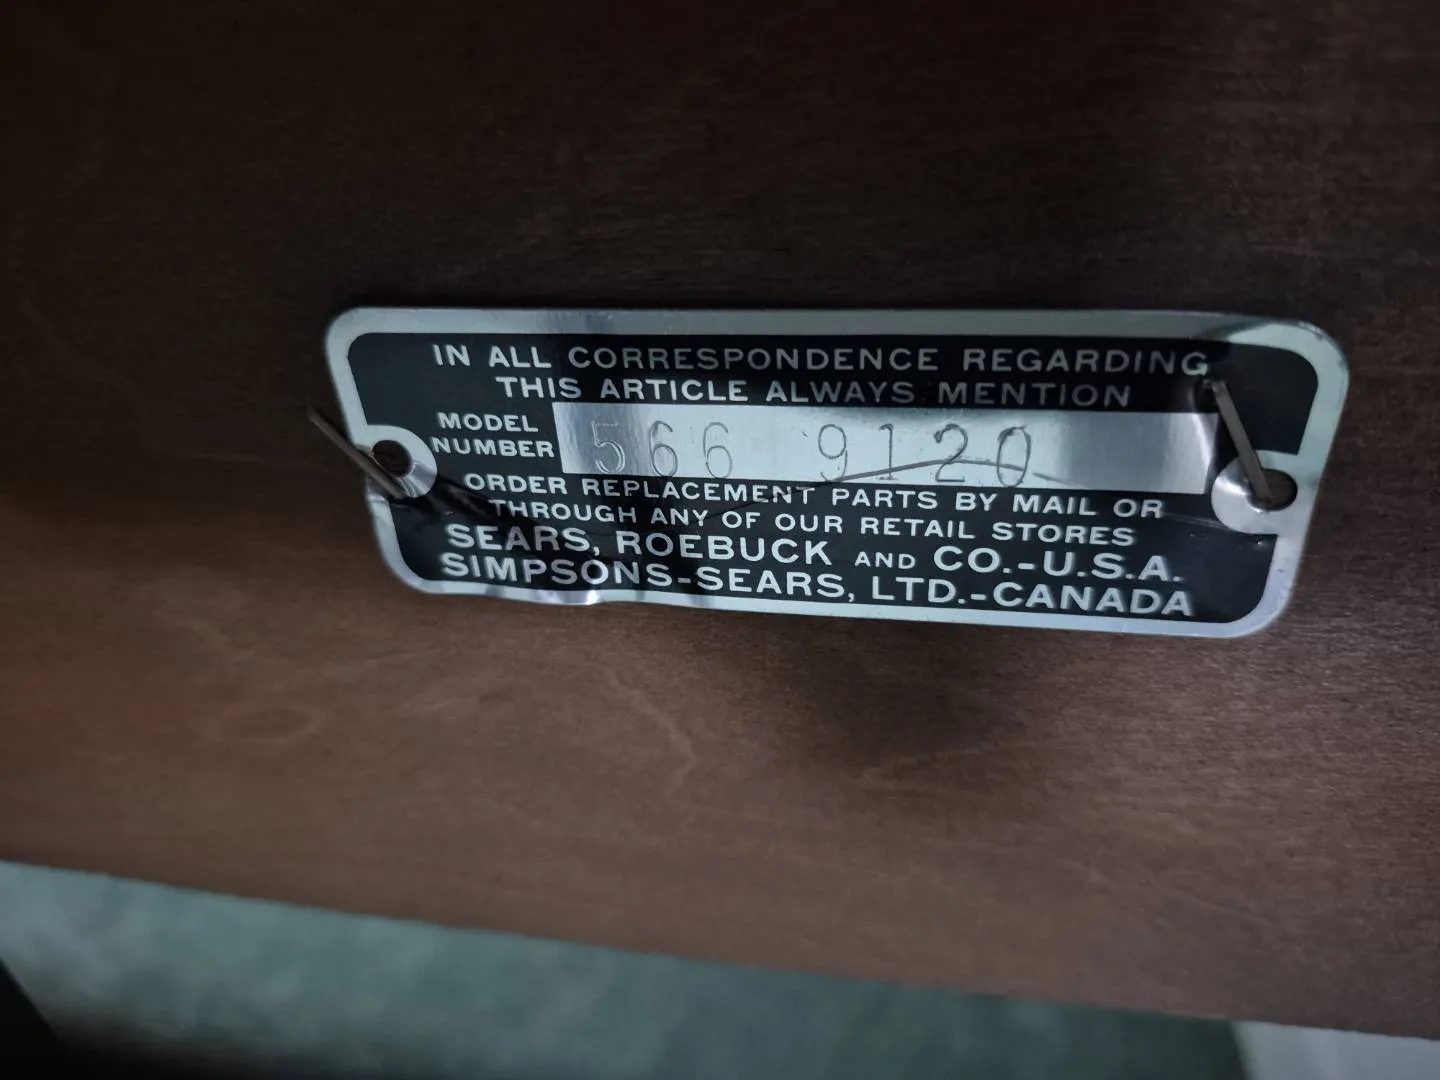 IN ALL CORRESPONDENCE REGARDING
THIS ARTICLE ALWAYS MENTION
MODEL
NUMBER
566 9120
ORDER REPLACEMENT PARTS BY MAIL OR
THROUGH ANY OF OUR RETAIL STORES
SEARS, ROEBUCK AND CO.-U.S.A.
SIMPSONS-SEARS, LTD.-CANADA